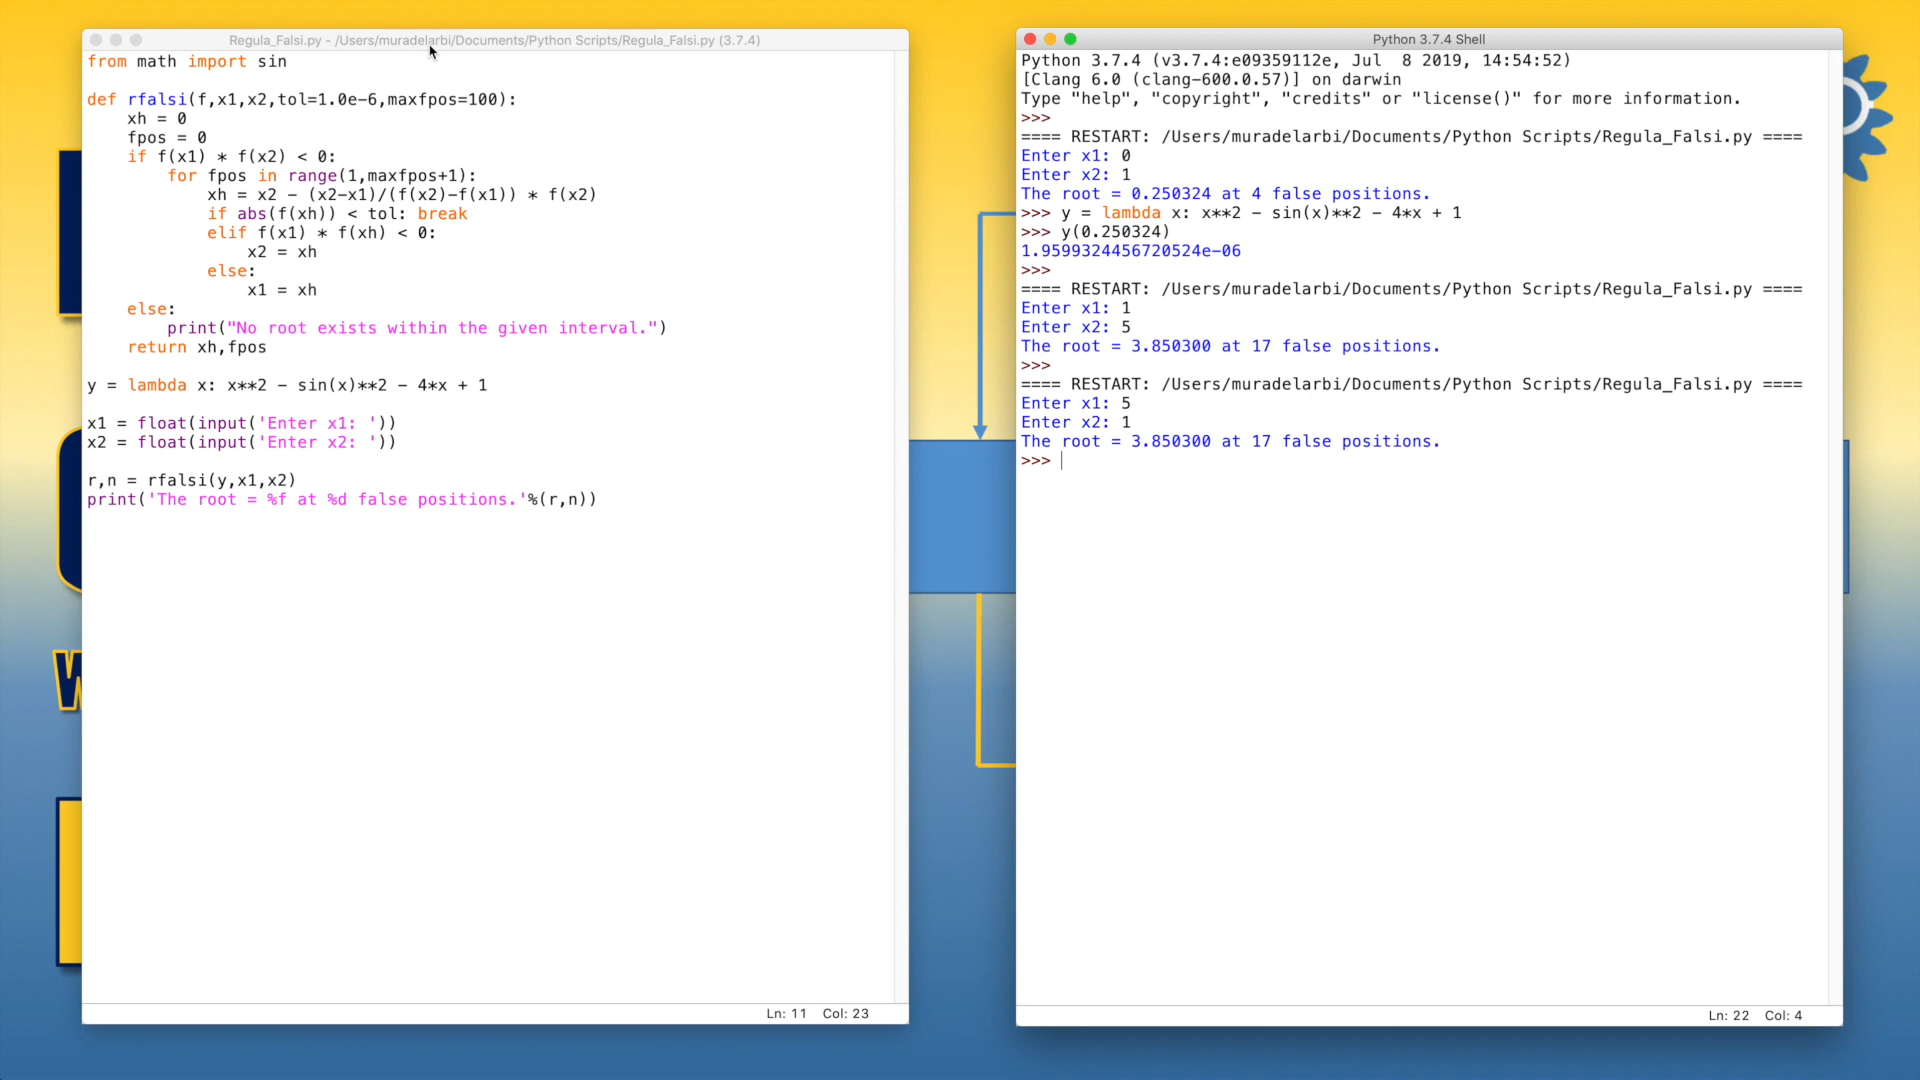 Regula_Falsi.py - /Users/muradelarbi/Documents/Python Scripts/Regula_Falsi.py (3.7.4)
from math import sin
def rfalsi(f,x1,x2,tol=1.0e-6,maxfpos=100):
    xh = 0
    fpos = 0
    if f(x1) * f(x2) < 0:
        for fpos in range(1,maxfpos+1):
            xh = x2 - (x2-x1)/(f(x2)-f(x1)) * f(x2)
            if abs(f(xh)) < tol: break
            elif f(x1) * f(xh) < 0:
                x2 = xh
            else:
                x1 = xh
    else:
        print("No root exists within the given interval.")
    return xh,fpos
y = lambda x: x**2 - sin(x)**2 - 4*x + 1
x1 = float(input('Enter x1: '))
x2 = float(input('Enter x2: '))
r,n = rfalsi(y,x1,x2)
print('The root = %f at %d false positions.'%(r,n))
Ln: 11 Col: 23
Python 3.7.4 Shell
Python 3.7.4 (v3.7.4:e09359112e, Jul  8 2019, 14:54:52)
[Clang 6.0 (clang-600.0.57)] on darwin
Type "help", "copyright", "credits" or "license()" for more information.
>>>
==== RESTART: /Users/muradelarbi/Documents/Python Scripts/Regula_Falsi.py ====
Enter x1: 0
Enter x2: 1
The root = 0.250324 at 4 false positions.
>>> y = lambda x: x**2 - sin(x)**2 - 4*x + 1
>>> y(0.250324)
1.9599324456720524e-06
>>>
==== RESTART: /Users/muradelarbi/Documents/Python Scripts/Regula_Falsi.py ====
Enter x1: 1
Enter x2: 5
The root = 3.850300 at 17 false positions.
>>>
==== RESTART: /Users/muradelarbi/Documents/Python Scripts/Regula_Falsi.py ====
Enter x1: 5
Enter x2: 1
The root = 3.850300 at 17 false positions.
>>>
Ln: 22 Col: 4
W